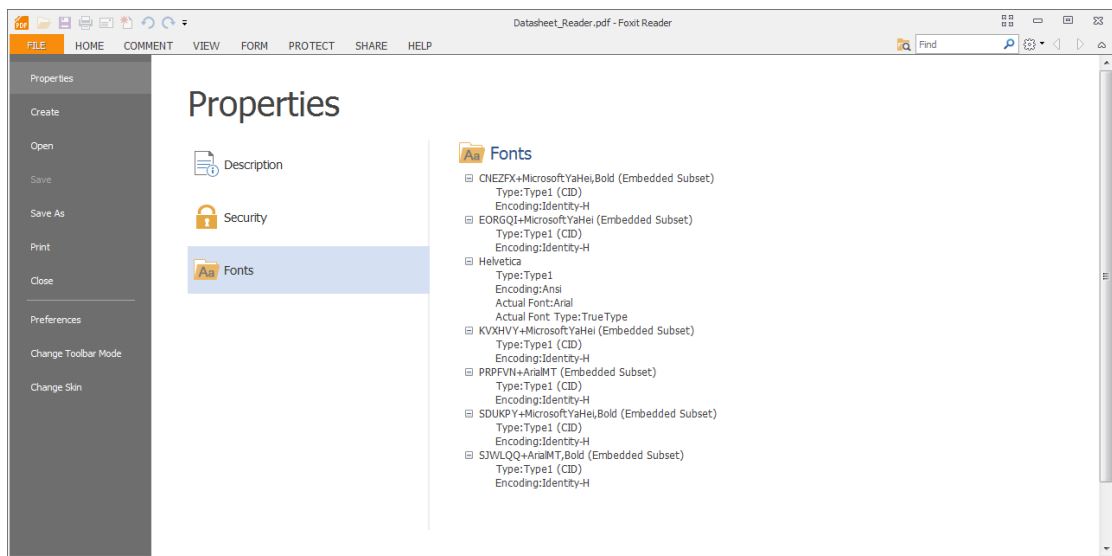 PDF
Datasheet_Reader.pdf - Foxit Reader
FILE HOME COMMENT VIEW FORM PROTECT SHARE HELP
Find
Properties
Create
Open
Save
Save As
Print
Close
Preferences
Change Toolbar Mode
Change Skin
Properties
Description
Security
Aa Fonts
Aa Fonts
CNEZFX+MicrosoftYaHei,Bold (Embedded Subset)
Type:Type1 (CID)
Encoding:Identity-H
EORGQI+MicrosoftYaHei (Embedded Subset)
Type:Type1 (CID)
Encoding:Identity-H
Helvetica
Type:Type1
Encoding:Ansi
Actual Font:Arial
Actual Font Type:TrueType
KVXHVY+MicrosoftYaHei (Embedded Subset)
Type:Type1 (CID)
Encoding:Identity-H
PRPFVN+ArialMT (Embedded Subset)
Type:Type1 (CID)
Encoding:Identity-H
SDUKPY+MicrosoftYaHei,Bold (Embedded Subset)
Type:Type1 (CID)
Encoding:Identity-H
SJWLQQ+ArialMT,Bold (Embedded Subset)
Type:Type1 (CID)
Encoding:Identity-H